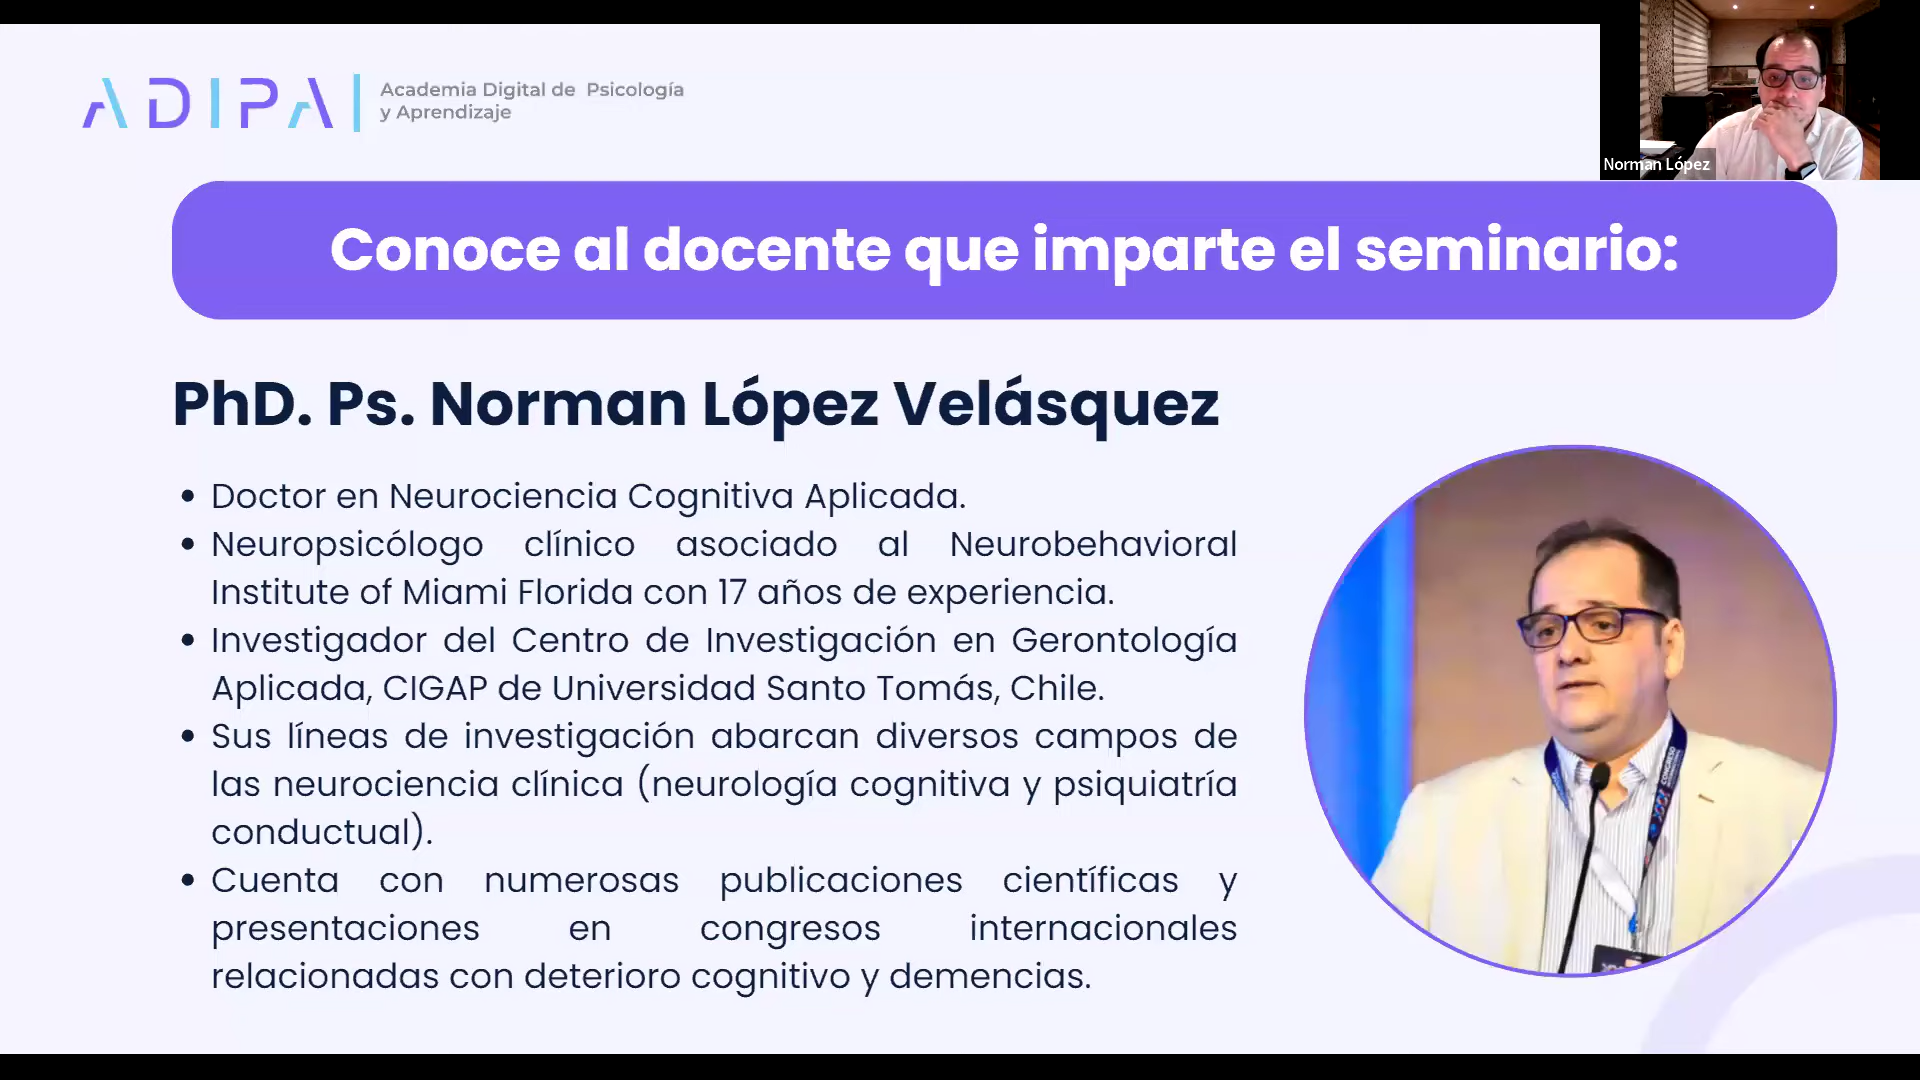 ADIPA
Academia Digital de Psicología
y Aprendizaje
Norman López
Conoce al docente que imparte el seminario:
PhD. Ps. Norman López Velásquez
• Doctor en Neurociencia Cognitiva Aplicada.
• Neuropsicólogo clínico asociado al Neurobehavioral
Institute of Miami Florida con 17 años de experiencia.
• Investigador del Centro de Investigación en Gerontología
Aplicada, CIGAP de Universidad Santo Tomás, Chile.
• Sus líneas de investigación abarcan diversos campos de
las neurociencia clínica (neurología cognitiva y psiquiatría
conductual).
• Cuenta con numerosas publicaciones científicas y
presentaciones en congresos internacionales
relacionadas con deterioro cognitivo y demencias.
CONGRESO